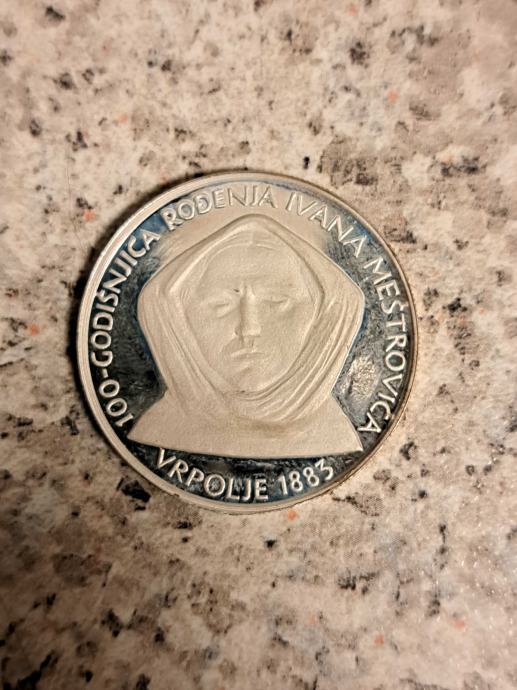 100-GODIŠNJICA ROĐENJA IVANA MEŠTROVIĆA
VRPOLJE 1883